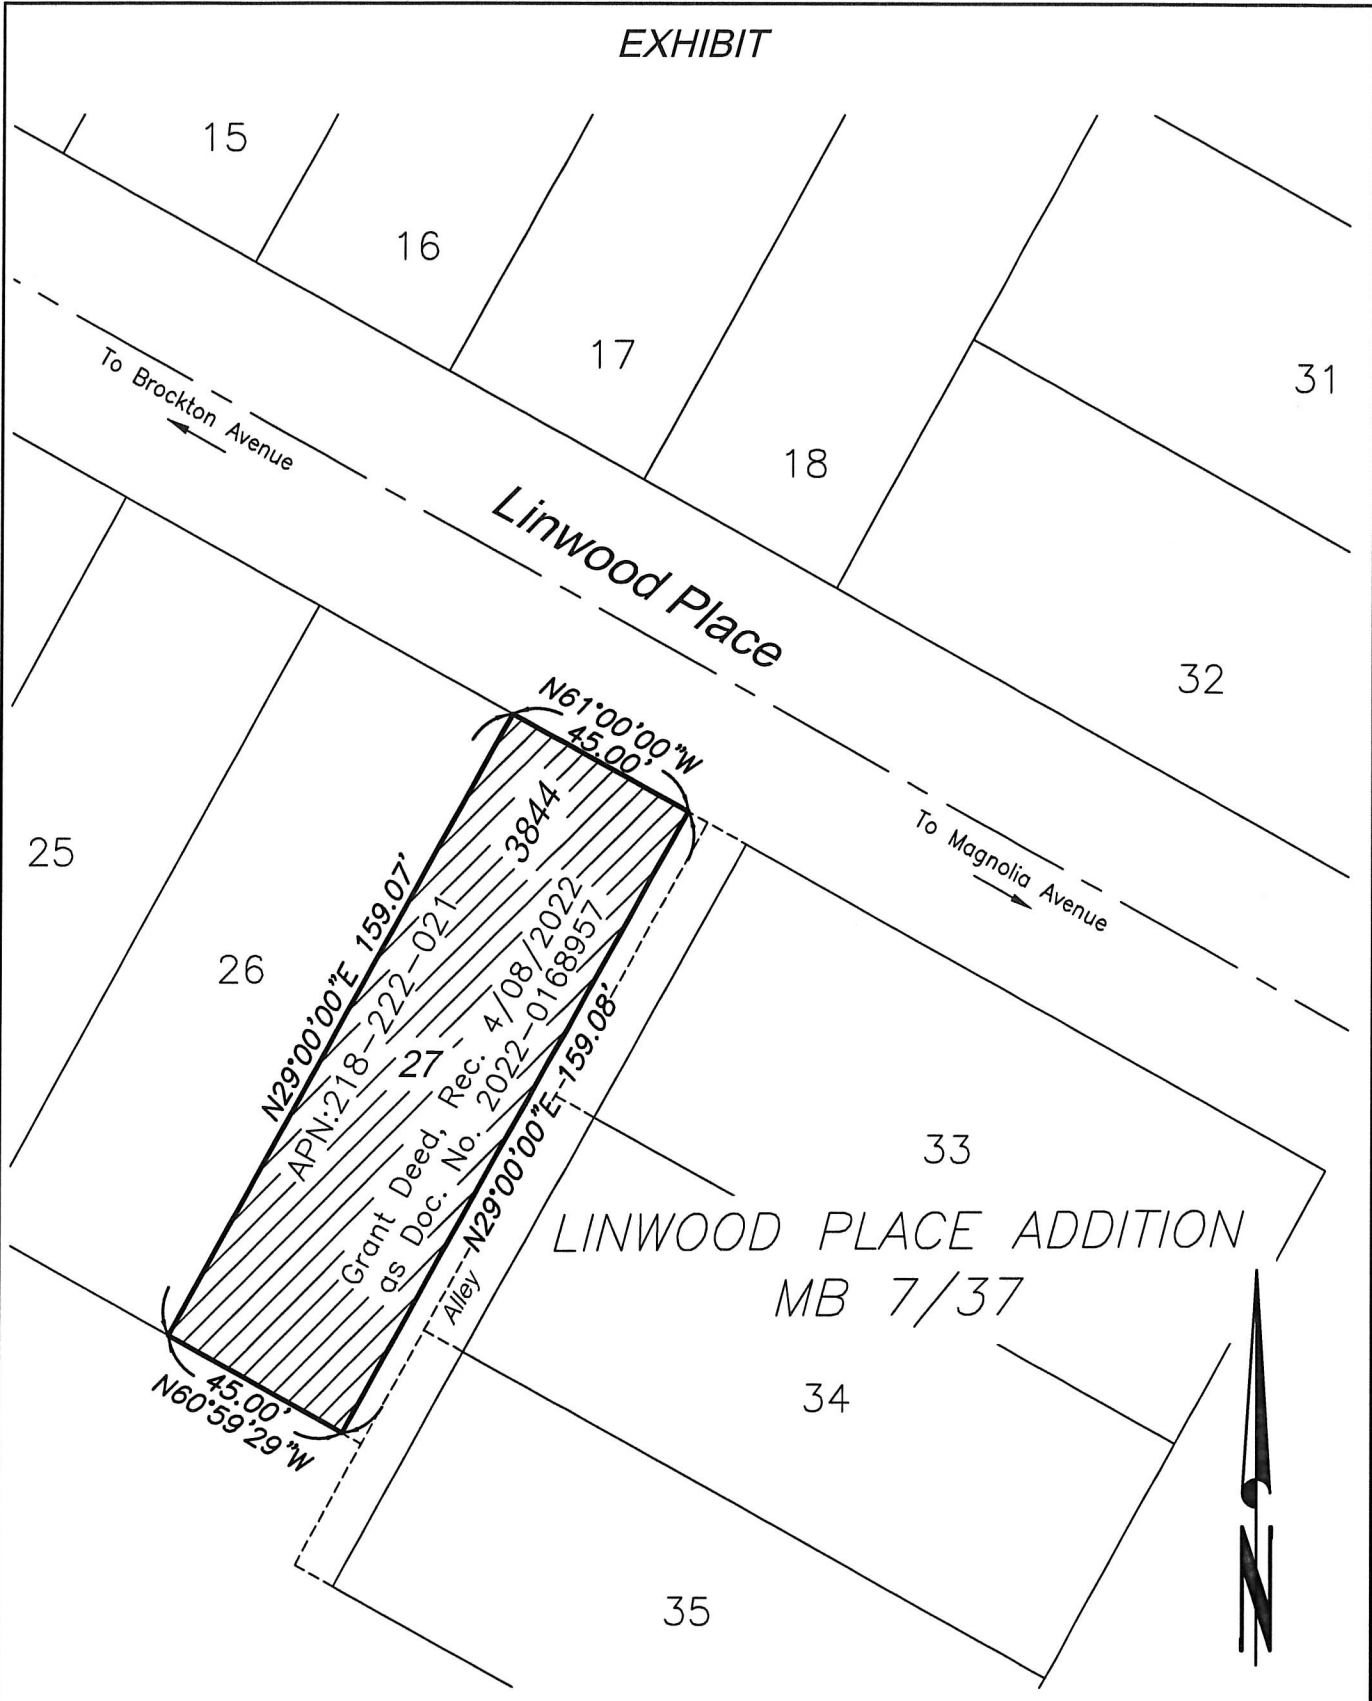 EXHIBIT
15
16
17
18
31
32
To Brockton Avenue
Linwood Place
To Magnolia Avenue
N61°00'00"W
45.00'
25
26
N29°00'00"E 159.07'
3844
APN:218-222-021
27
Grant Deed, Rec. 4/08/2022
as Doc. No. 2022-0168957
N29°00'00"E 159.08'
Alley
45.00'
N60°59'29"W
33
LINWOOD PLACE ADDITION
MB 7/37
34
35
N